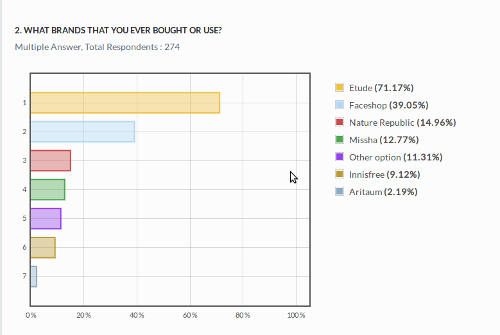 2. WHAT BRANDS THAT YOU EVER BOUGHT OR USE?
Multiple Answer, Total Respondents : 274
1
2
3
4
5
6
7
0%
20%
40%
60%
80%
100%
Etude (71.17%)
Faceshop (39.05%)
Nature Republic (14.96%)
Missha (12.77%)
Other option (11.31%)
Innisfree (9.12%)
Aritaum (2.19%)